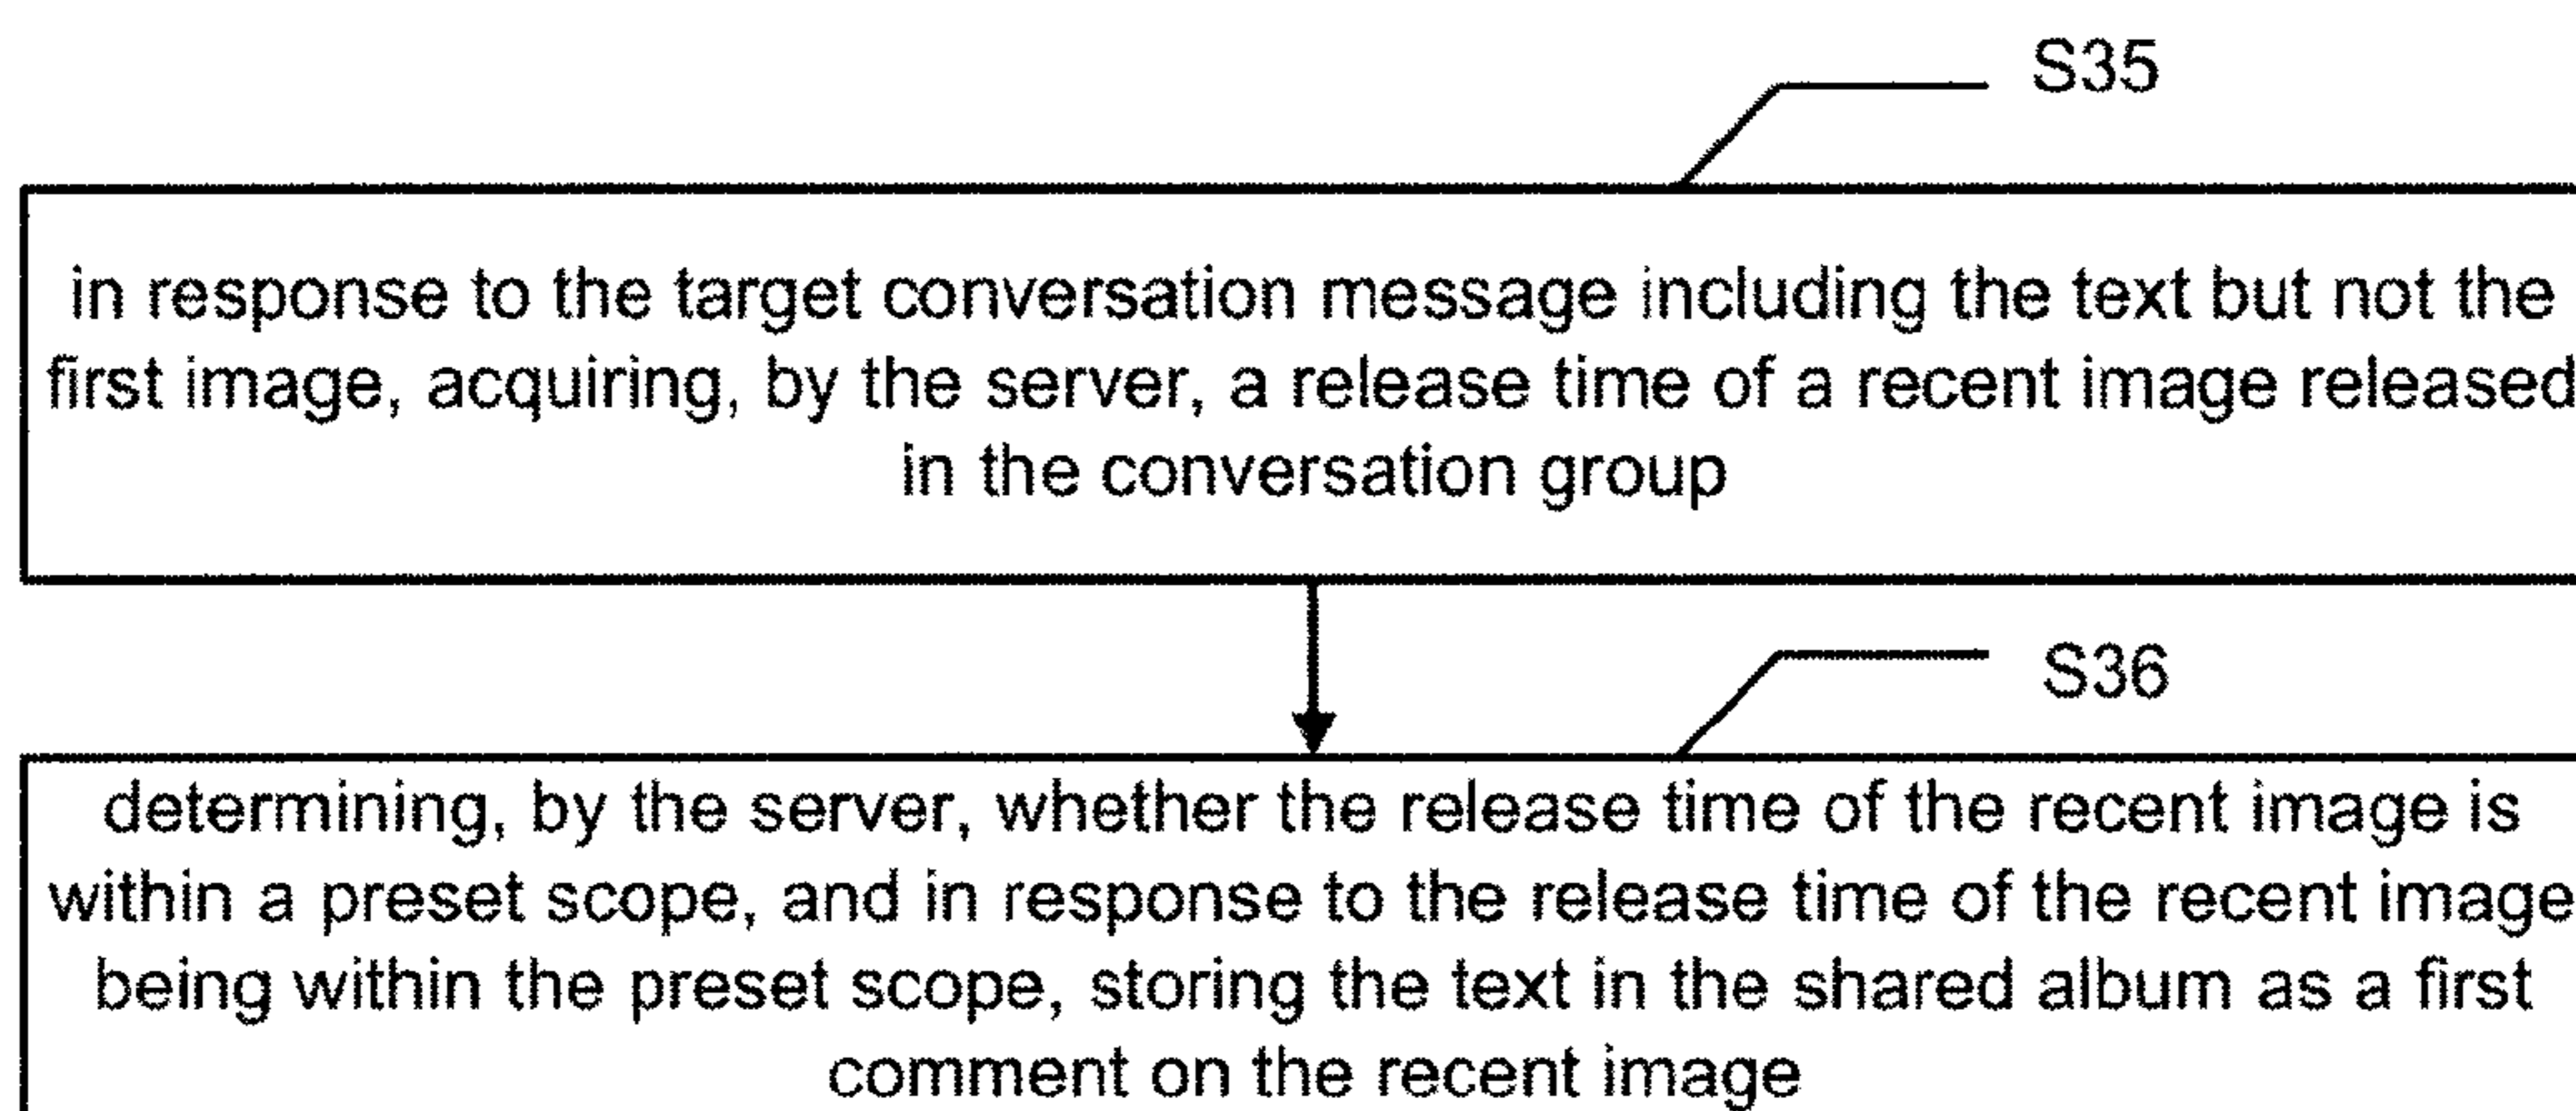 S35
in response to the target conversation message including the text but not the
first image, acquiring, by the server, a release time of a recent image released
in the conversation group
S36
determining, by the server, whether the release time of the recent image is
within a preset scope, and in response to the release time of the recent image
being within the preset scope, storing the text in the shared album as a first
comment on the recent image